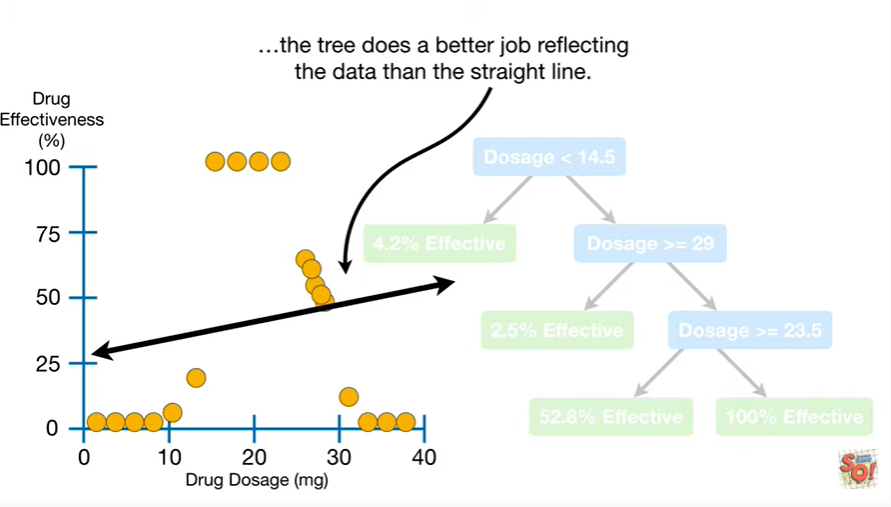 …the tree does a better job reflecting
the data than the straight line.
Drug
Effectiveness
(%)
100
75
50
25
0
0 10 20 30 40
Drug Dosage (mg)
Dosage < 14.5
4.2% Effective
Dosage >= 29
2.5% Effective
Dosage >= 23.5
52.8% Effective
100% Effective
SQ!